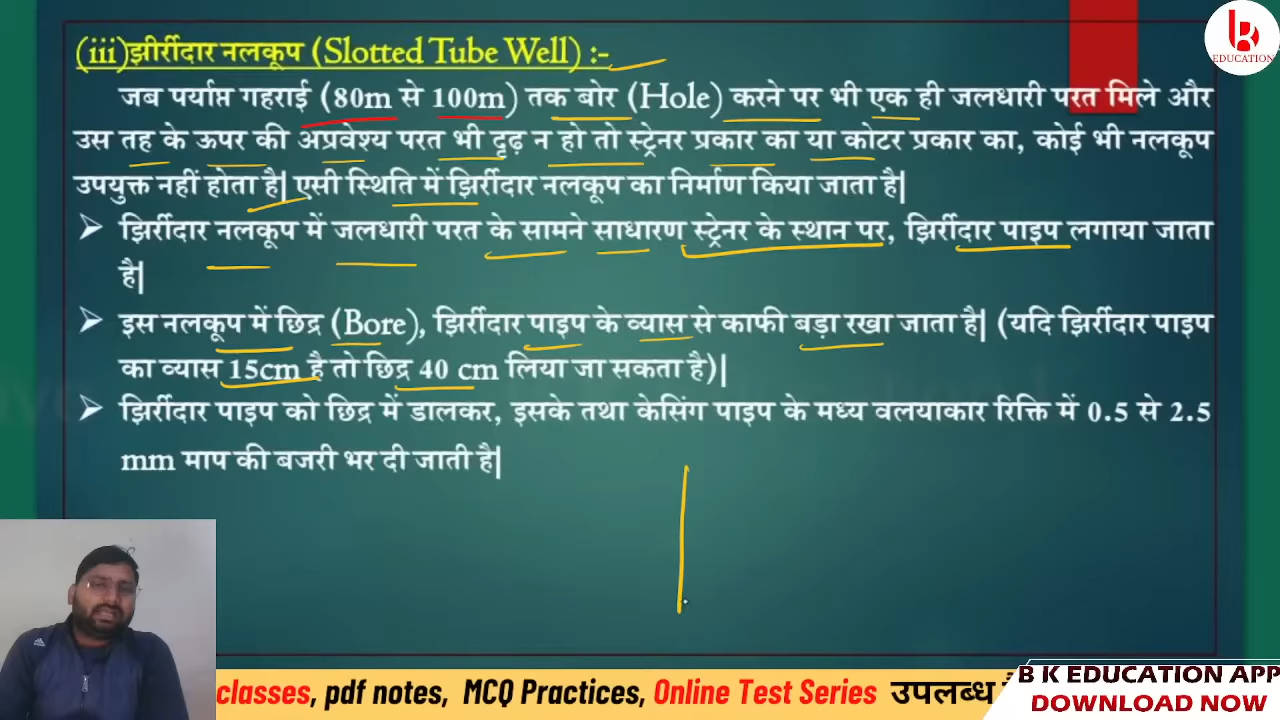 (iii)झीर्रीदार नलकूप (Slotted Tube Well) :-
जब पर्याप्त गहराई (80m से 100m) तक बोर (Hole) करने पर भी एक ही जलधारी परत मिले और
उस तह के ऊपर की अप्रवेश्य परत भी दृढ़ न हो तो स्ट्रेनर प्रकार का या कोटर प्रकार का, कोई भी नलकूप
उपयुक्त नहीं होता है| एसी स्थिति में झिर्रीदार नलकूप का निर्माण किया जाता है|
➢ झिर्रीदार नलकूप में जलधारी परत के सामने साधारण स्ट्रेनर के स्थान पर, झिर्रीदार पाइप लगाया जाता
है|
➢ इस नलकूप में छिद्र (Bore), झिर्रीदार पाइप के व्यास से काफी बड़ा रखा जाता है| (यदि झिर्रीदार पाइप
का व्यास 15cm है तो छिद्र 40 cm लिया जा सकता है)|
➢ झिर्रीदार पाइप को छिद्र में डालकर, इसके तथा केसिंग पाइप के मध्य वलयाकार रिक्ति में 0.5 से 2.5
mm माप की बजरी भर दी जाती है|
EDUCATION
classes, pdf notes, MCQ Practices, Online Test Series उपलब्ध
B K EDUCATION APP
DOWNLOAD NOW